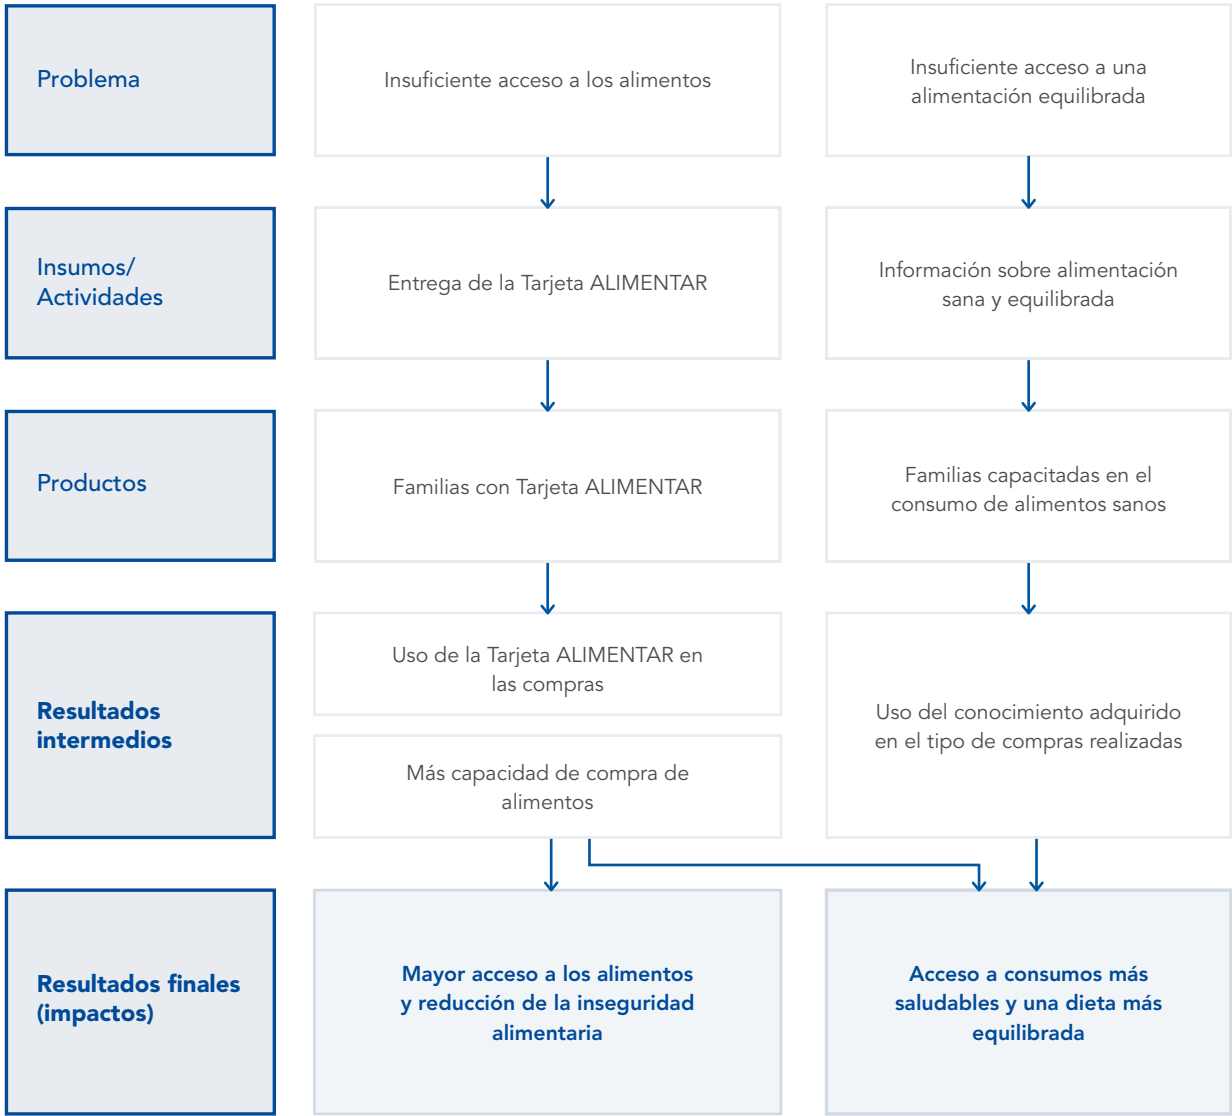 Problema
Insuficiente acceso a los alimentos
Insuficiente acceso a una
alimentación equilibrada
Insumos/
Actividades
Entrega de la Tarjeta ALIMENTAR
Información sobre alimentación
sana y equilibrada
Productos
Familias con Tarjeta ALIMENTAR
Familias capacitadas en el
consumo de alimentos sanos
Resultados
intermedios
Uso de la Tarjeta ALIMENTAR en
las compras
Más capacidad de compra de
alimentos
Uso del conocimiento adquirido
en el tipo de compras realizadas
Resultados finales
(impactos)
Mayor acceso a los alimentos
y reducción de la inseguridad
alimentaria
Acceso a consumos más
saludables y una dieta más
equilibrada